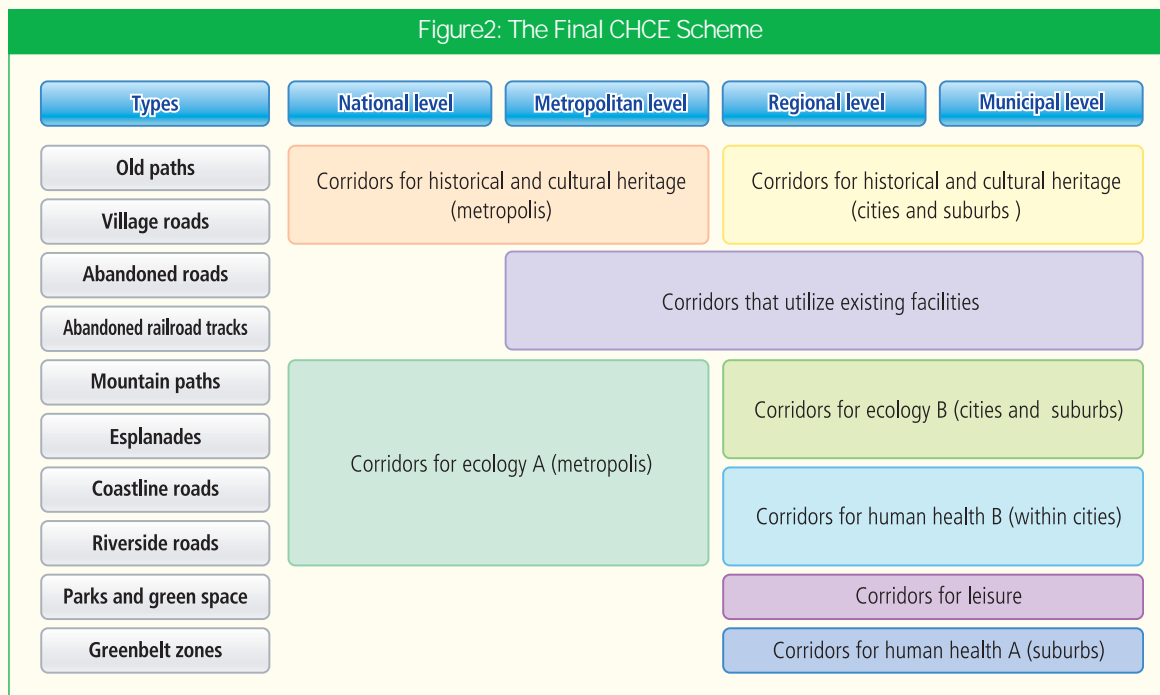 Figure2: The Final CHCE Scheme
Types
National level
Metropolitan level
Regional level
Municipal level
Old paths
Village roads
Abandoned roads
Abandoned railroad tracks
Mountain paths
Esplanades
Coastline roads
Riverside roads
Parks and green space
Greenbelt zones
Corridors for historical and cultural heritage
(metropolis)
Corridors for historical and cultural heritage
(cities and suburbs )
Corridors that utilize existing facilities
Corridors for ecology A (metropolis)
Corridors for ecology B (cities and suburbs)
Corridors for human health B (within cities)
Corridors for leisure
Corridors for human health A (suburbs)